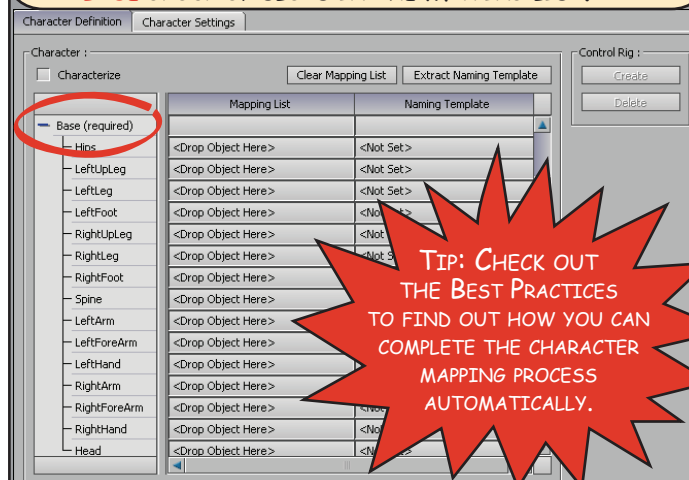 Character Definition Character Settings
Character :
Control Rig :
Characterize Clear Mapping List Extract Naming Template
Create
Delete
Mapping List Naming Template
Base (required)
Hips <Drop Object Here> <Not Set>
LeftUpLeg <Drop Object Here> <Not Set>
LeftLeg <Drop Object Here> <Not Set>
LeftFoot <Drop Object Here>
RightUpLeg <Drop Object Here> <Not
RightLeg <Drop Object Here>
RightFoot <Drop Object Here>
Spine <Drop Object Here>
LeftArm <Drop Object Here>
LeftForeArm <Drop Object Here>
LeftHand <Drop Object Here>
RightArm <Drop Object Here>
RightForeArm <Drop Object Here>
RightHand <Drop Object Here>
Head <Drop Object Here>
TIP: CHECK OUT
THE BEST PRACTICES
TO FIND OUT HOW YOU CAN
COMPLETE THE CHARACTER
MAPPING PROCESS
AUTOMATICALLY.